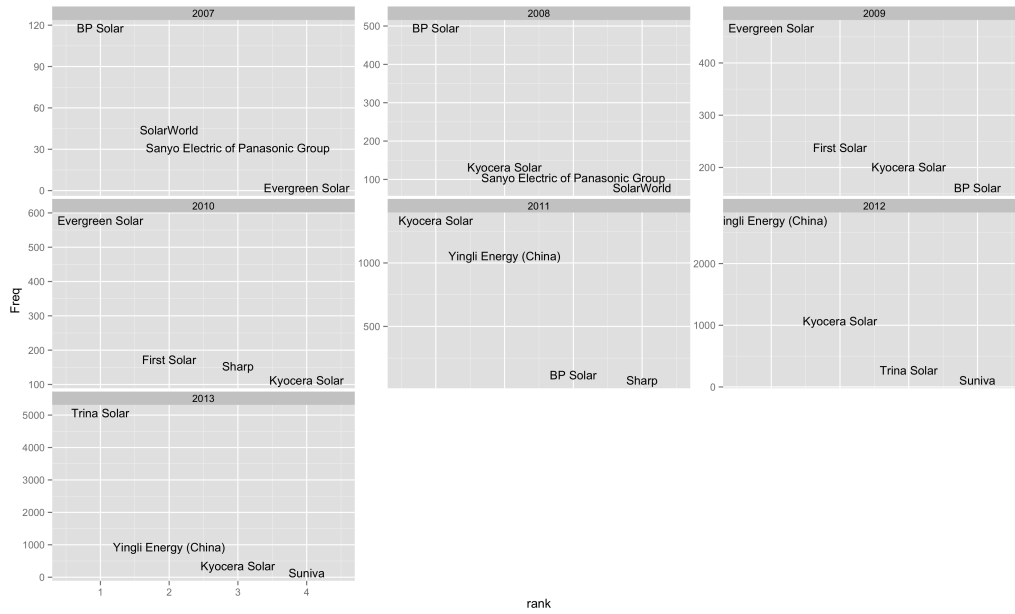 2007
2008
2009
120
90
60
30
0
BP Solar
SolarWorld
Sanyo Electric of Panasonic Group
Evergreen Solar
500
400
300
200
100
BP Solar
Kyocera Solar
Sanyo Electric of Panasonic Group
SolarWorld
400
300
200
Evergreen Solar
First Solar
Kyocera Solar
BP Solar
2010
2011
2012
600
500
400
300
200
100
Evergreen Solar
First Solar
Sharp
Kyocera Solar
1000
500
Kyocera Solar
Yingli Energy (China)
BP Solar
Sharp
2000
1000
0
ingli Energy (China)
Kyocera Solar
Trina Solar
Suniva
2013
5000
4000
3000
2000
1000
0
Trina Solar
Yingli Energy (China)
Kyocera Solar
Suniva
1 2 3 4
Freq
rank